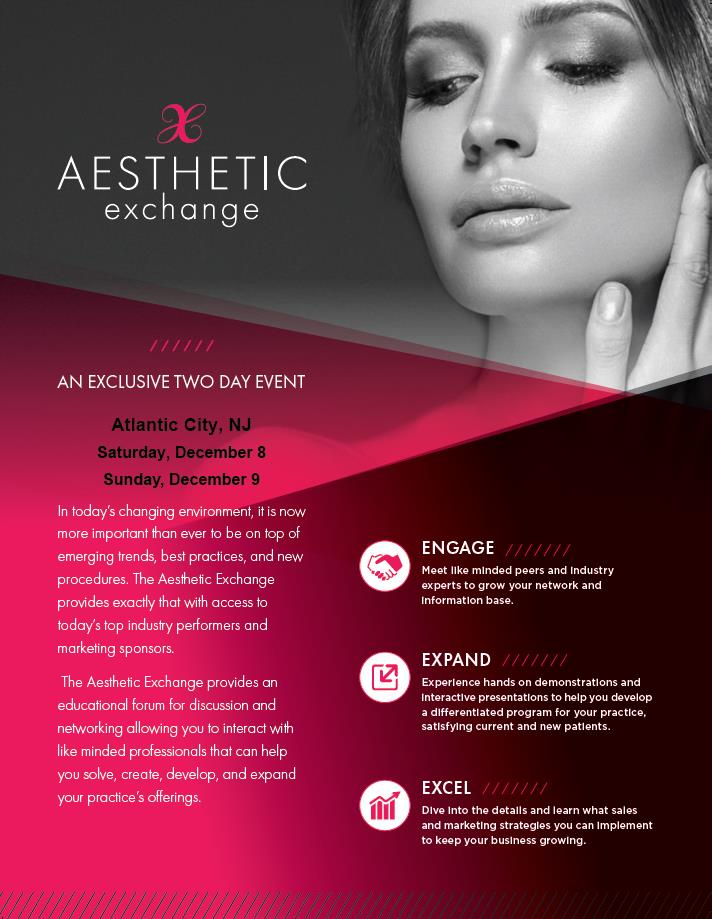 AESTHETIC
exchange
//////
AN EXCLUSIVE TWO DAY EVENT
Atlantic City, NJ
Saturday, December 8
Sunday, December 9
In today's changing environment, it is now
more important than ever to be on top of
emerging trends, best practices, and new
procedures. The Aesthetic Exchange
provides exactly that with access to
today's top industry performers and
marketing sponsors.
The Aesthetic Exchange provides an
educational forum for discussion and
networking allowing you to interact with
like minded professionals that can help
you solve, create, develop, and expand
your practice's offerings.
ENGAGE ///////
Meet like minded peers and industry
experts to grow your network and
information base.
EXPAND ///////
Experience hands on demonstrations and
interactive presentations to help you develop
a differentiated program for your practice,
satisfying current and new patients.
EXCEL ///////
Dive into the details and learn what sales
and marketing strategies you can implement
to keep your business growing.